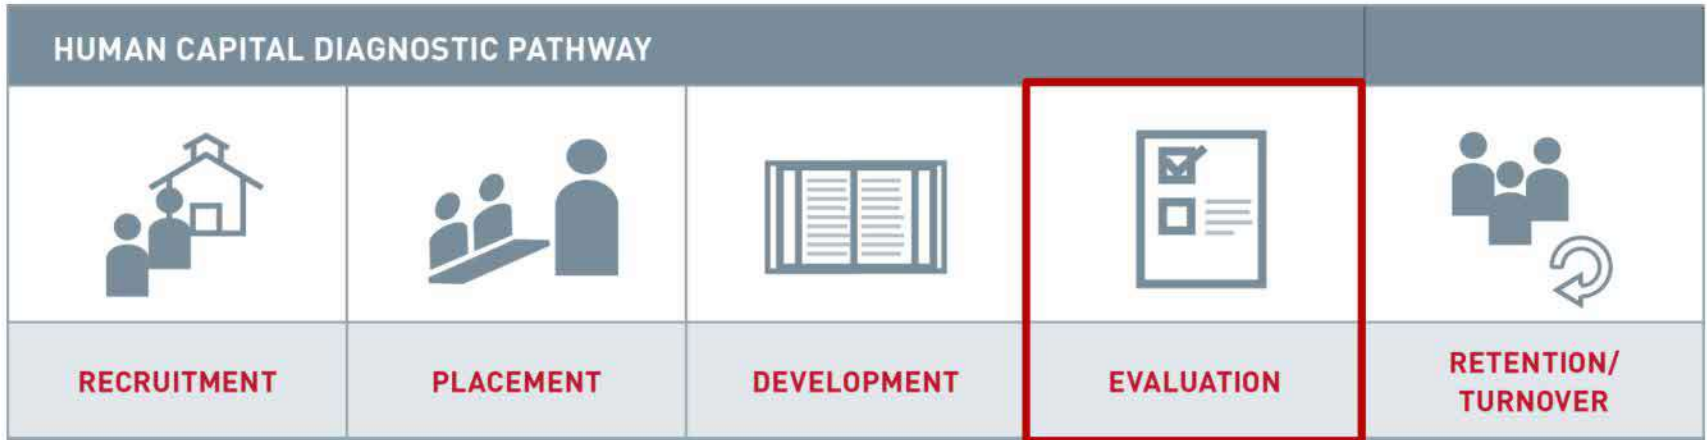 HUMAN CAPITAL DIAGNOSTIC PATHWAY
RECRUITMENT
PLACEMENT
DEVELOPMENT
EVALUATION
RETENTION/
TURNOVER